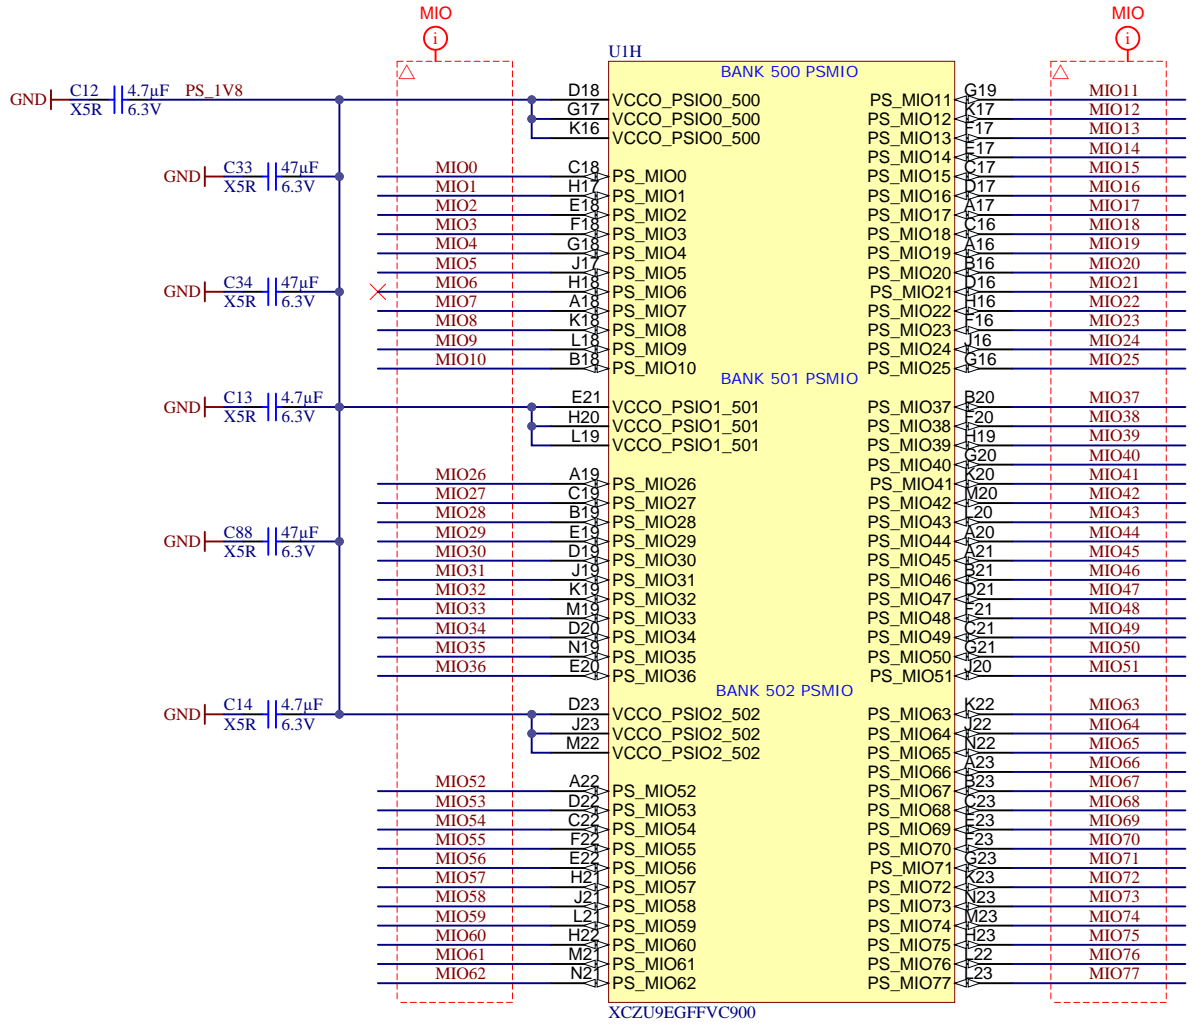 MIO
i
MIO
i
U1H
BANK 500 PSMIO
GND C12 4.7µF PS_1V8
X5R 6.3V
D18 VCCO_PSIO0_500 PS_MIO11 G19 MIO11
G17 VCCO_PSIO0_500 PS_MIO12 K17 MIO12
K16 VCCO_PSIO0_500 PS_MIO13 F17 MIO13
PS_MIO14 E17 MIO14
GND C33 47µF
X5R 6.3V
MIO0 C18 PS_MIO0 PS_MIO15 C17 MIO15
MIO1 H17 PS_MIO1 PS_MIO16 D17 MIO16
MIO2 E18 PS_MIO2 PS_MIO17 A17 MIO17
MIO3 F18 PS_MIO3 PS_MIO18 C16 MIO18
MIO4 G18 PS_MIO4 PS_MIO19 A16 MIO19
MIO5 J17 PS_MIO5 PS_MIO20 B16 MIO20
GND C34 47µF
X5R 6.3V
MIO6 H18 PS_MIO6 PS_MIO21 D16 MIO21
MIO7 A18 PS_MIO7 PS_MIO22 H16 MIO22
MIO8 K18 PS_MIO8 PS_MIO23 F16 MIO23
MIO9 L18 PS_MIO9 PS_MIO24 J16 MIO24
MIO10 B18 PS_MIO10 PS_MIO25 G16 MIO25
BANK 501 PSMIO
GND C13 4.7µF
X5R 6.3V
E21 VCCO_PSIO1_501 PS_MIO37 B20 MIO37
H20 VCCO_PSIO1_501 PS_MIO38 F20 MIO38
L19 VCCO_PSIO1_501 PS_MIO39 H19 MIO39
PS_MIO40 G20 MIO40
MIO26 A19 PS_MIO26 PS_MIO41 K20 MIO41
MIO27 C19 PS_MIO27 PS_MIO42 M20 MIO42
MIO28 B19 PS_MIO28 PS_MIO43 L20 MIO43
GND C88 47µF
X5R 6.3V
MIO29 E19 PS_MIO29 PS_MIO44 A20 MIO44
MIO30 D19 PS_MIO30 PS_MIO45 A21 MIO45
MIO31 J19 PS_MIO31 PS_MIO46 B21 MIO46
MIO32 K19 PS_MIO32 PS_MIO47 D21 MIO47
MIO33 M19 PS_MIO33 PS_MIO48 F21 MIO48
MIO34 D20 PS_MIO34 PS_MIO49 C21 MIO49
MIO35 N19 PS_MIO35 PS_MIO50 G21 MIO50
MIO36 E20 PS_MIO36 PS_MIO51 J20 MIO51
BANK 502 PSMIO
GND C14 4.7µF
X5R 6.3V
D23 VCCO_PSIO2_502 PS_MIO63 K22 MIO63
J23 VCCO_PSIO2_502 PS_MIO64 J22 MIO64
M22 VCCO_PSIO2_502 PS_MIO65 N22 MIO65
PS_MIO66 A23 MIO66
MIO52 A22 PS_MIO52 PS_MIO67 B23 MIO67
MIO53 D22 PS_MIO53 PS_MIO68 C23 MIO68
MIO54 C22 PS_MIO54 PS_MIO69 E23 MIO69
MIO55 F22 PS_MIO55 PS_MIO70 F23 MIO70
MIO56 E22 PS_MIO56 PS_MIO71 G23 MIO71
MIO57 H21 PS_MIO57 PS_MIO72 K23 MIO72
MIO58 J21 PS_MIO58 PS_MIO73 N23 MIO73
MIO59 L21 PS_MIO59 PS_MIO74 M23 MIO74
MIO60 H22 PS_MIO60 PS_MIO75 H23 MIO75
MIO61 M21 PS_MIO61 PS_MIO76 L22 MIO76
MIO62 N21 PS_MIO62 PS_MIO77 L23 MIO77
XCZU9EGFFVC900